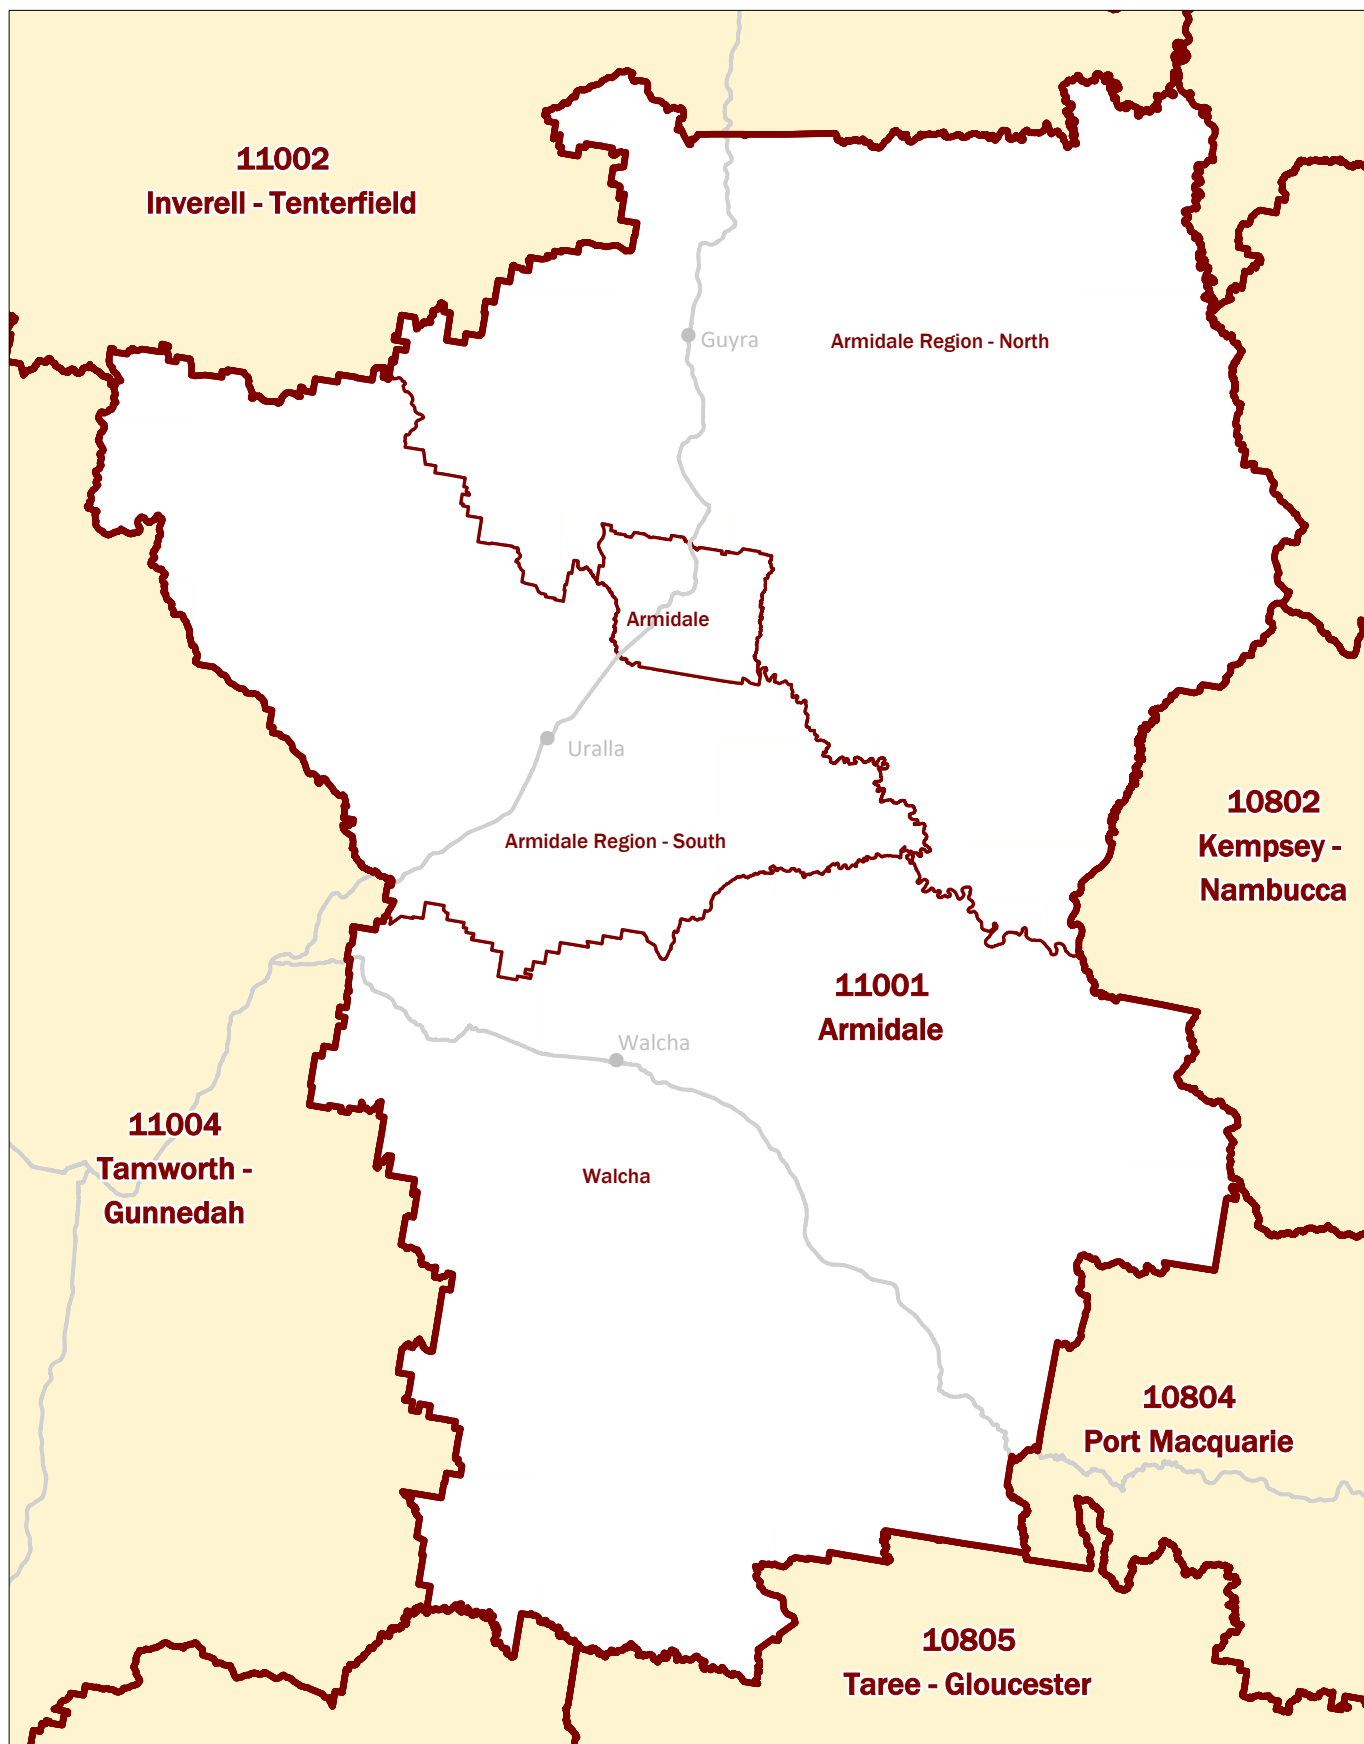 11002
Inverell - Tenterfield
Guyra
Armidale Region - North
Armidale
Uralla
Armidale Region - South
10802
Kempsey -
Nambucca
11001
Armidale
Walcha
11004
Tamworth -
Gunnedah
Walcha
10804
Port Macquarie
10805
Taree - Gloucester